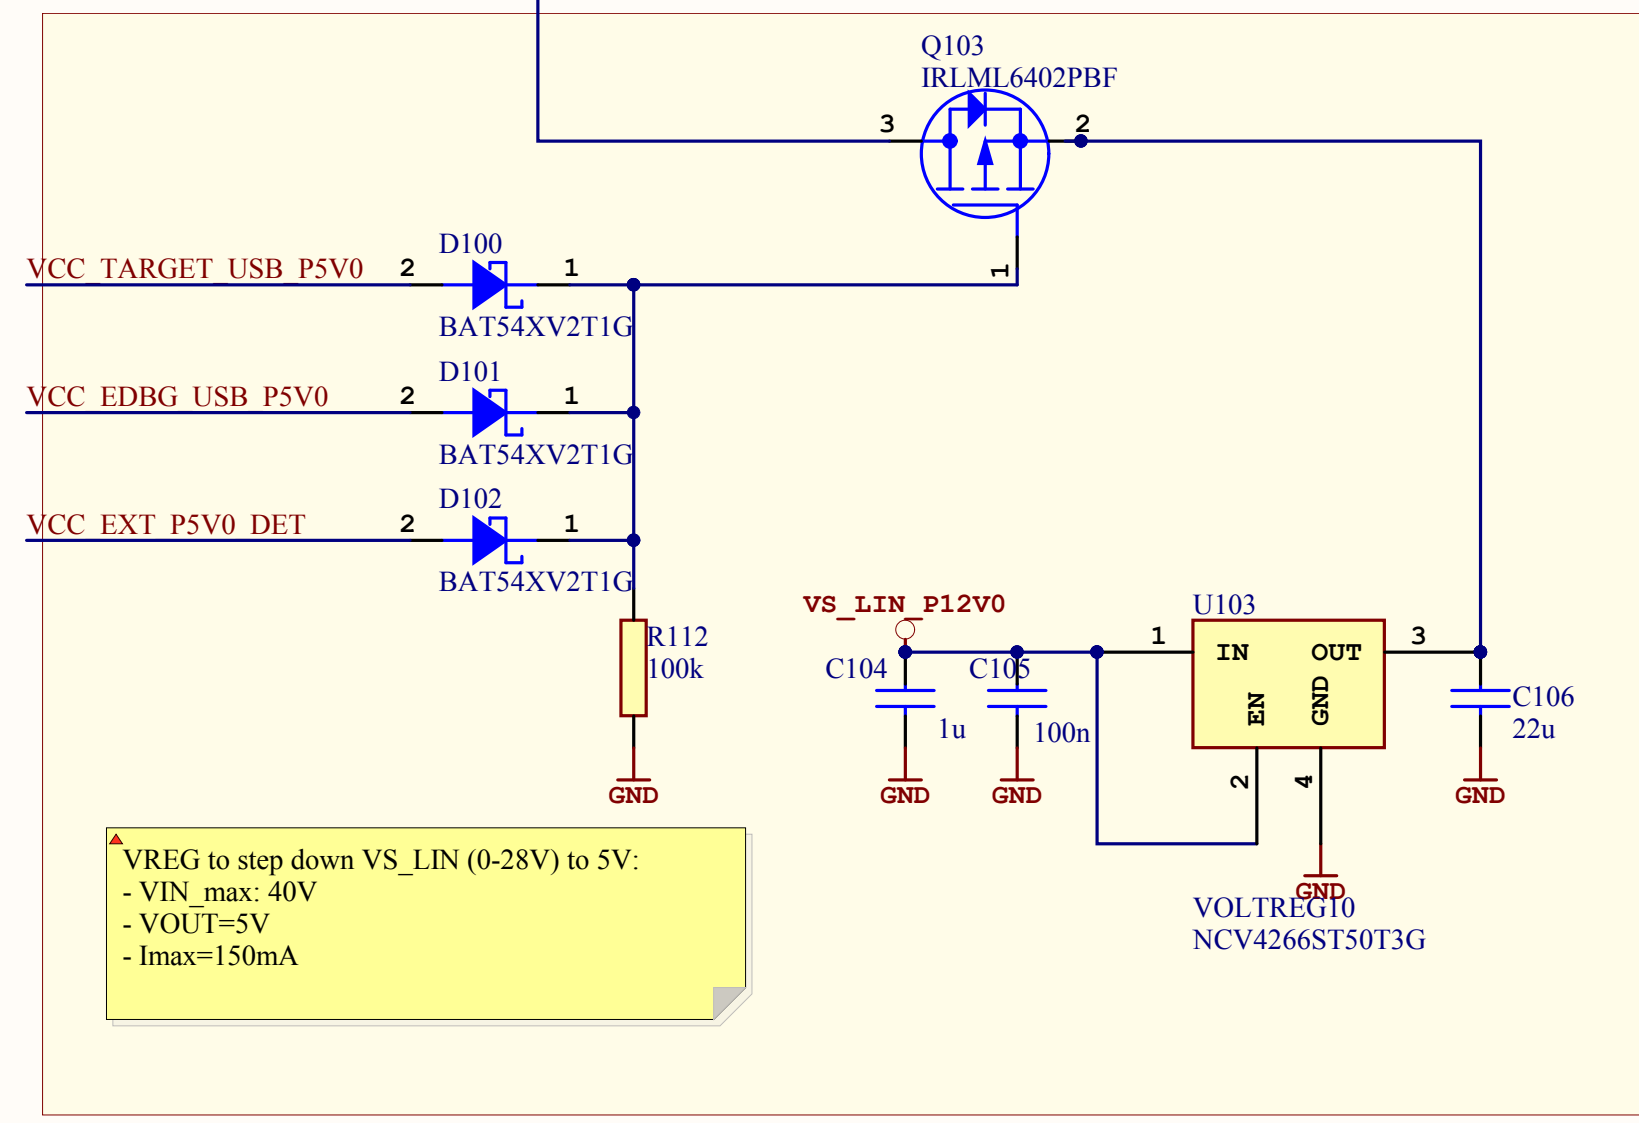 Q103
IRLML6402PBF
3
2
1
D100
VCC_TARGET_USB_P5V0
2
1
BAT54XV2T1G
D101
VCC_EDBG_USB_P5V0
2
1
BAT54XV2T1G
D102
VCC_EXT_P5V0_DET
2
1
BAT54XV2T1G
R112
100k
GND
VS_LIN_P12V0
C104
1u
GND
C105
100n
GND
U103
1
IN
OUT
3
EN
GND
2
4
GND
VOLTREG10
NCV4266ST50T3G
C106
22u
GND
VREG to step down VS_LIN (0-28V) to 5V:
- VIN_max: 40V
- VOUT=5V
- Imax=150mA